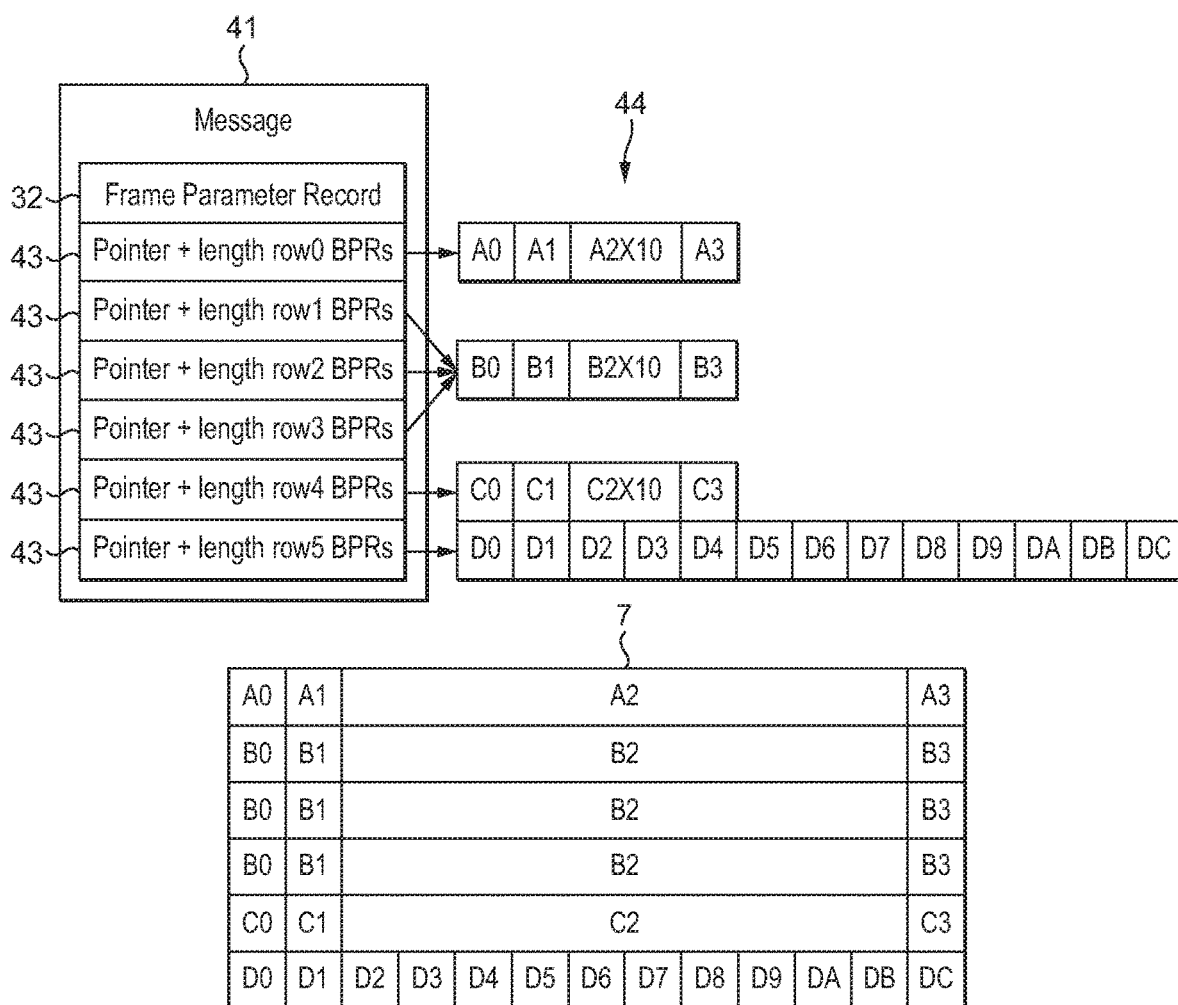 41
Message
44
32 Frame Parameter Record
43 Pointer + length row0 BPRs A0 A1 A2X10 A3
43 Pointer + length row1 BPRs
43 Pointer + length row2 BPRs B0 B1 B2X10 B3
43 Pointer + length row3 BPRs
43 Pointer + length row4 BPRs C0 C1 C2X10 C3
43 Pointer + length row5 BPRs D0 D1 D2 D3 D4 D5 D6 D7 D8 D9 DA DB DC
7
A0 A1 A2 A3
B0 B1 B2 B3
B0 B1 B2 B3
B0 B1 B2 B3
C0 C1 C2 C3
D0 D1 D2 D3 D4 D5 D6 D7 D8 D9 DA DB DC